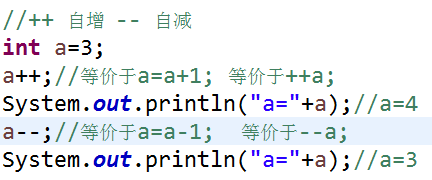 //++ 自增 -- 自减
int a=3;
a++;//等价于a=a+1; 等价于++a;
System.out.println("a="+a);//a=4
a--;//等价于a=a-1;  等价于--a;
System.out.println("a="+a);//a=3